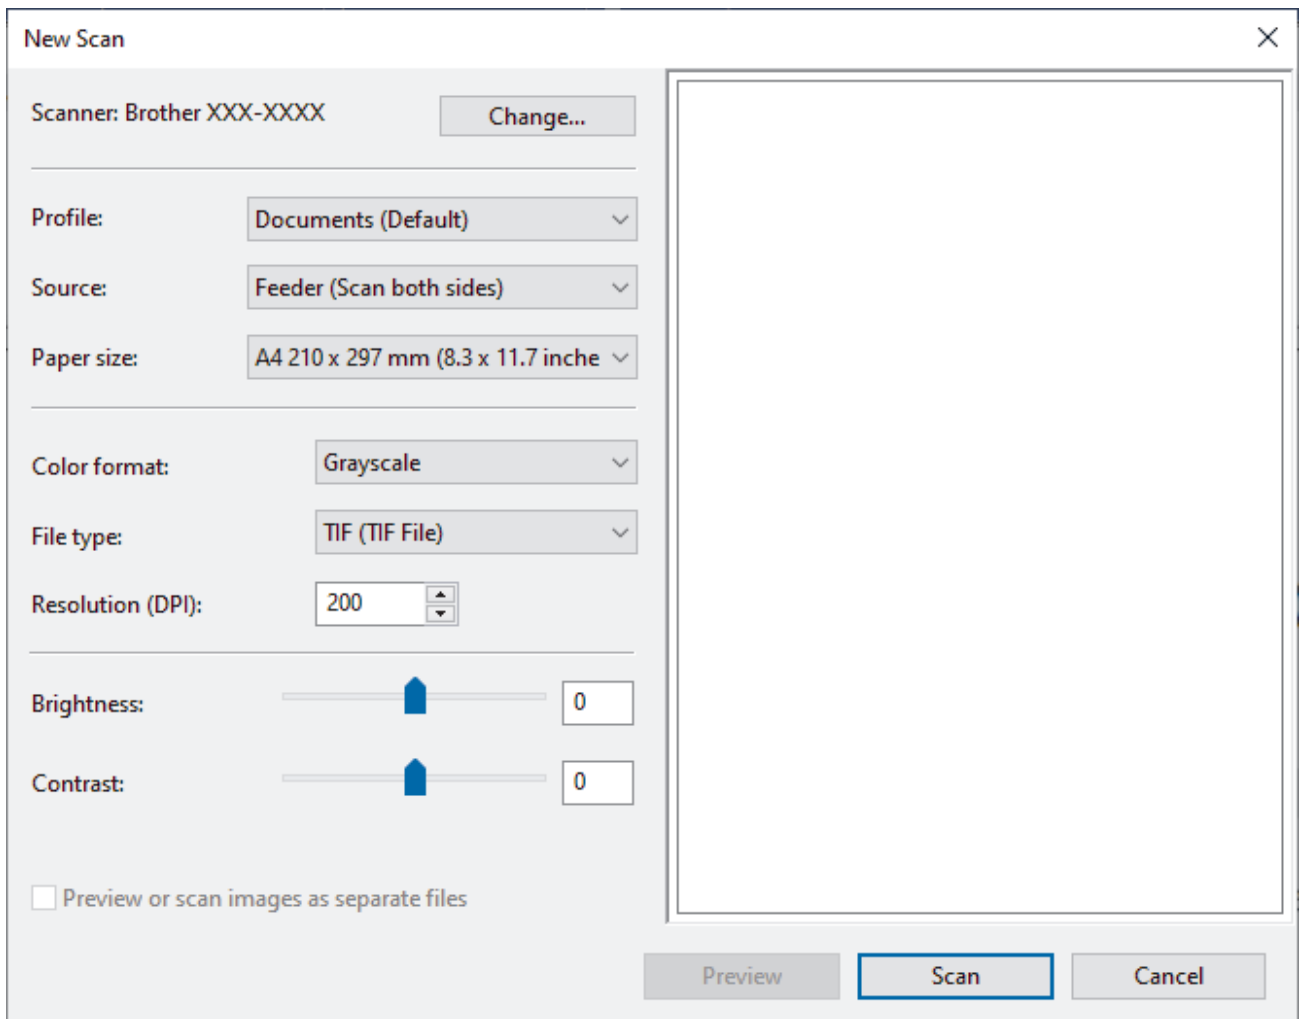 New Scan
Scanner: Brother XXX-XXXX
Change...
Profile:
Documents (Default)
Source:
Feeder (Scan both sides)
Paper size:
A4 210 x 297 mm (8.3 x 11.7 inche
Color format:
Grayscale
File type:
TIF (TIF File)
Resolution (DPI):
200
Brightness:
0
Contrast:
0
Preview or scan images as separate files
Preview
Scan
Cancel